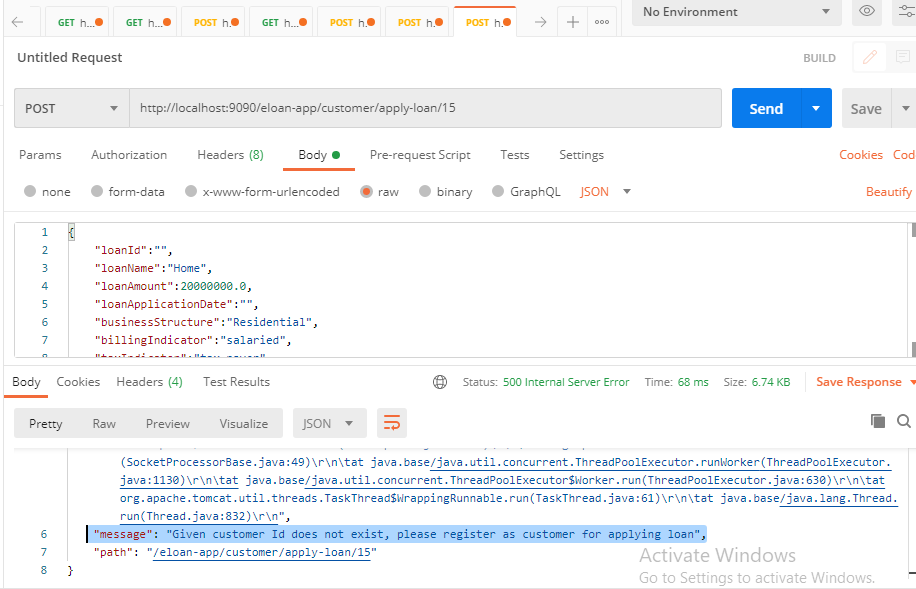 GET h... GET h... POST h. GET h... POST h. POST h. POST h. No Environment
Untitled Request BUILD
POST http://localhost:9090/eloan-app/customer/apply-loan/15 Send Save
Params Authorization Headers (8) Body Pre-request Script Tests Settings Cookies Cod
none form-data x-www-form-urlencoded raw binary GraphQL JSON Beautify
1 {
2 "loanId":"",
3 "loanName":"Home",
4 "loanAmount":20000000.0,
5 "loanApplicationDate":"",
6 "businessStructure":"Residential",
7 "billingIndicator":"salaried",
8 "taxIndicator":"tax payer"
Body Cookies Headers (4) Test Results Status: 500 Internal Server Error Time: 68 ms Size: 6.74 KB Save Response
Pretty Raw Preview Visualize JSON
(SocketProcessorBase.java:49)\r\n\tat java.base/java.util.concurrent.ThreadPoolExecutor.runWorker(ThreadPoolExecutor.
java:1130)\r\n\tat java.base/java.util.concurrent.ThreadPoolExecutor$Worker.run(ThreadPoolExecutor.java:630)\r\n\tat
org.apache.tomcat.util.threads.TaskThread$WrappingRunnable.run(TaskThread.java:61)\r\n\tat java.base/java.lang.Thread.
run(Thread.java:832)\r\n",
6 "message": "Given customer Id does not exist, please register as customer for applying loan",
7 "path": "/eloan-app/customer/apply-loan/15"
8 }
Activate Windows
Go to Settings to activate Windows.